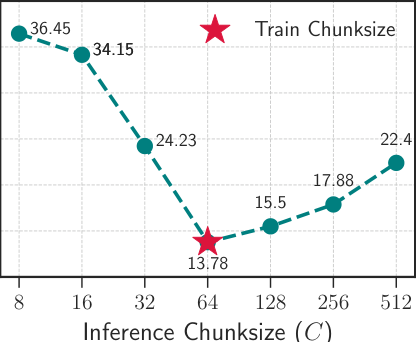 36.45
Train Chunksize
34.15
24.23
22.4
17.88
15.5
13.78
8 16 32 64 128 256 512
Inference Chunksize (C)